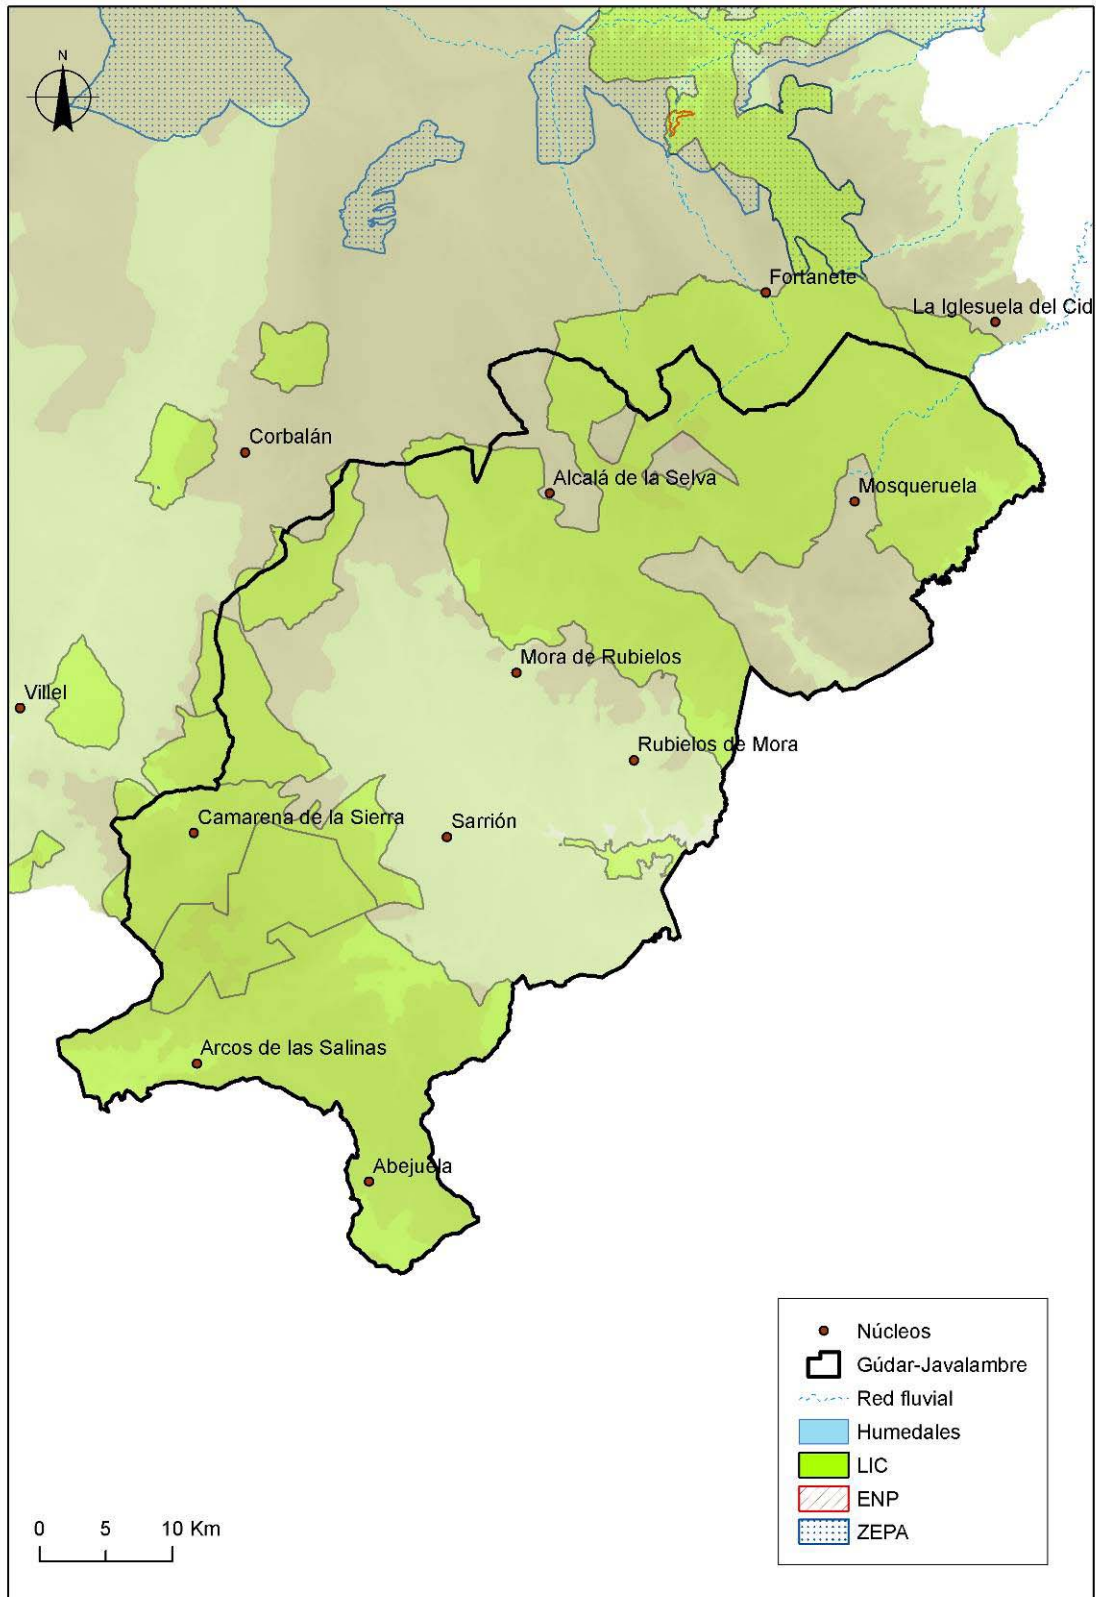 N
Fortanete
La Iglesuela del Cid
Corbalán
Alcalá de la Selva
Mosqueruela
Mora de Rubielos
Villel
Rubielos de Mora
Camarena de la Sierra
Sarrión
Arcos de las Salinas
Abejuela
Núcleos
Gúdar-Javalambre
Red fluvial
Humedales
LIC
ENP
ZEPA
0 5 10 Km